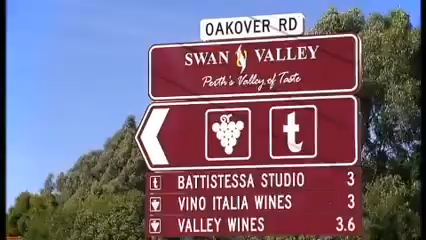 OAKOVER RD
SWAN VALLEY
Perth's Valley of Taste
t
t BATTISTESSA STUDIO 3
VINO ITALIA WINES 3
VALLEY WINES 3.6